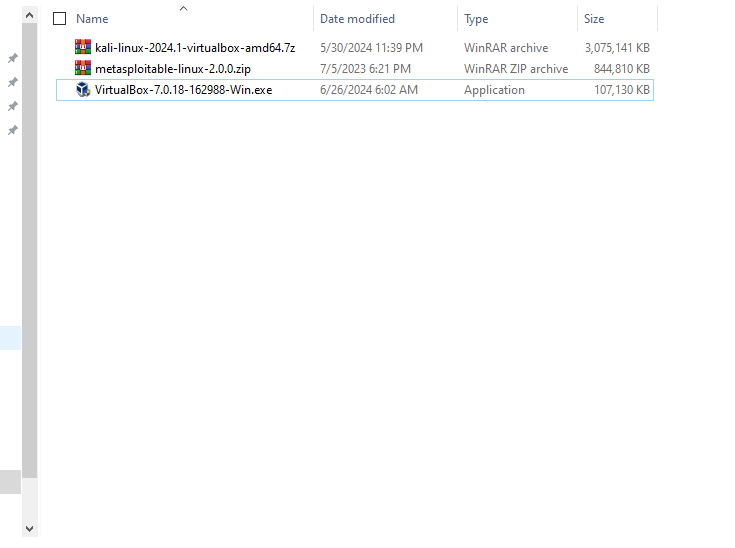 Name Date modified Type Size
kali-linux-2024.1-virtualbox-amd64.7z 5/30/2024 11:39 PM WinRAR archive 3,075,141 KB
metasploitable-linux-2.0.0.zip 7/5/2023 6:21 PM WinRAR ZIP archive 844,810 KB
VirtualBox-7.0.18-162988-Win.exe 6/26/2024 6:02 AM Application 107,130 KB